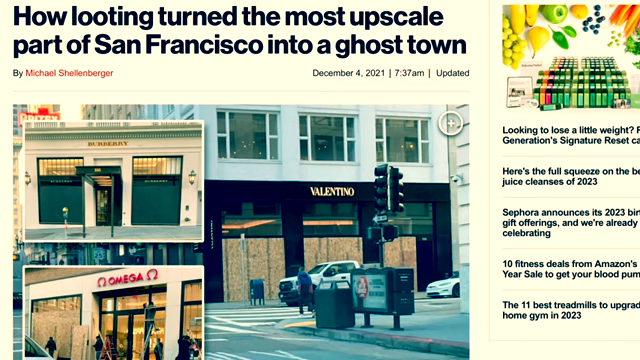 How looting turned the most upscale
part of San Francisco into a ghost town
By Michael Shellenberger
December 4, 2021 | 7:37am | Updated
BURBERRY
VALENTINO
OMEGA
Looking to lose a little weight?
Generation's Signature Reset
Here's the full squeeze on the
juice cleanses of 2023
Sephora announces its 2023
gift offerings, and we're already
celebrating
10 fitness deals from Amazon's
Year Sale to get your blood
The 11 best treadmills to
home gym in 2023